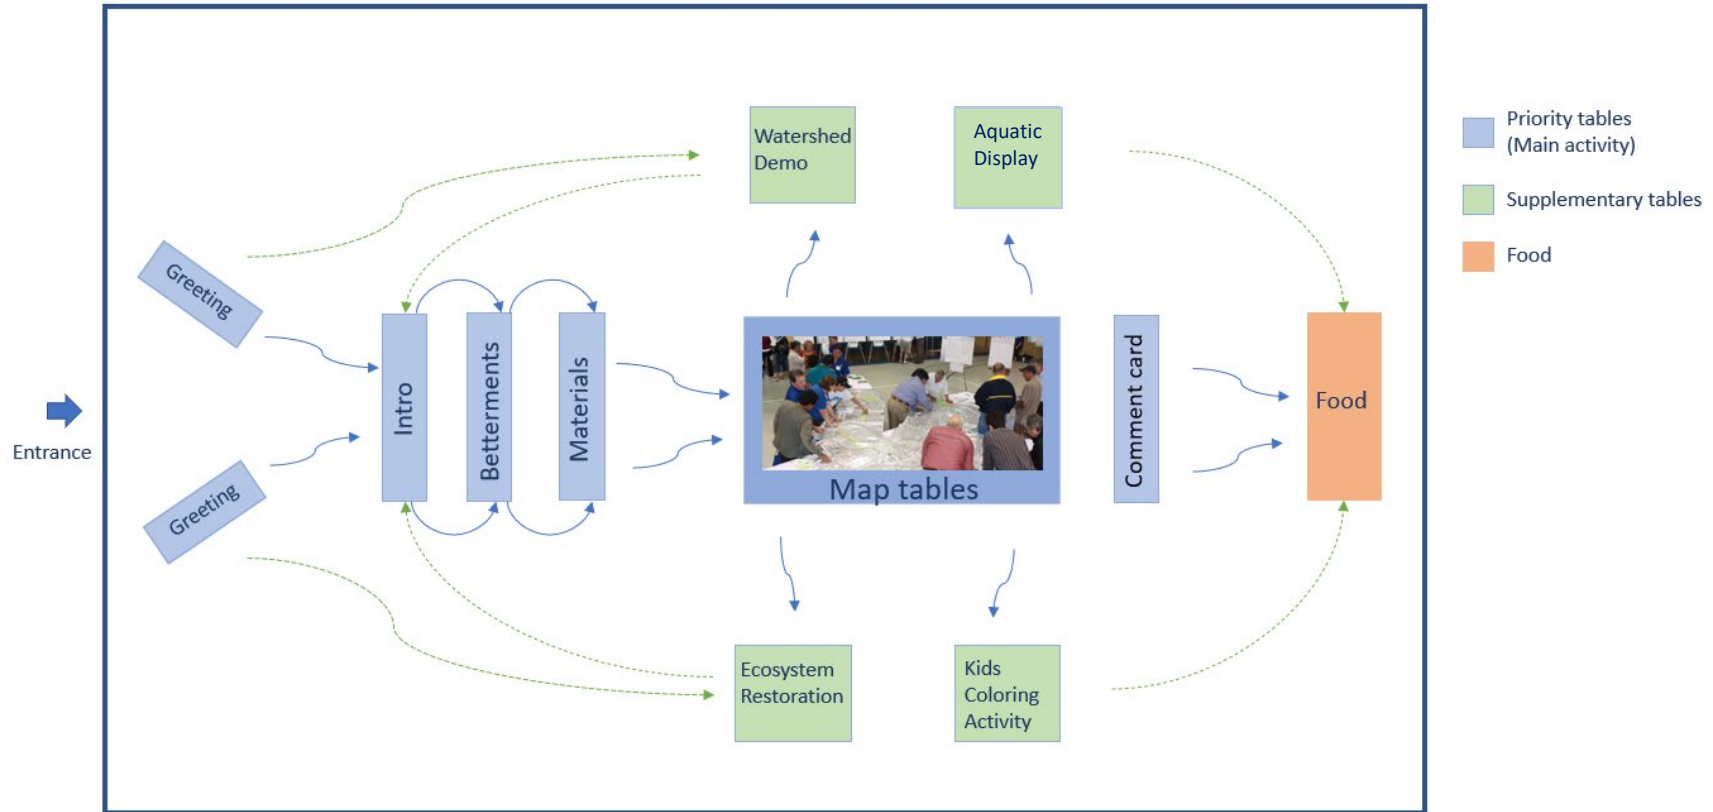 Entrance
Greeting
Greeting
Intro
Betterments
Materials
Watershed
Demo
Aquatic
Display
Map tables
Ecosystem
Restoration
Kids
Coloring
Activity
Comment card
Food
Priority tables
(Main activity)
Supplementary tables
Food